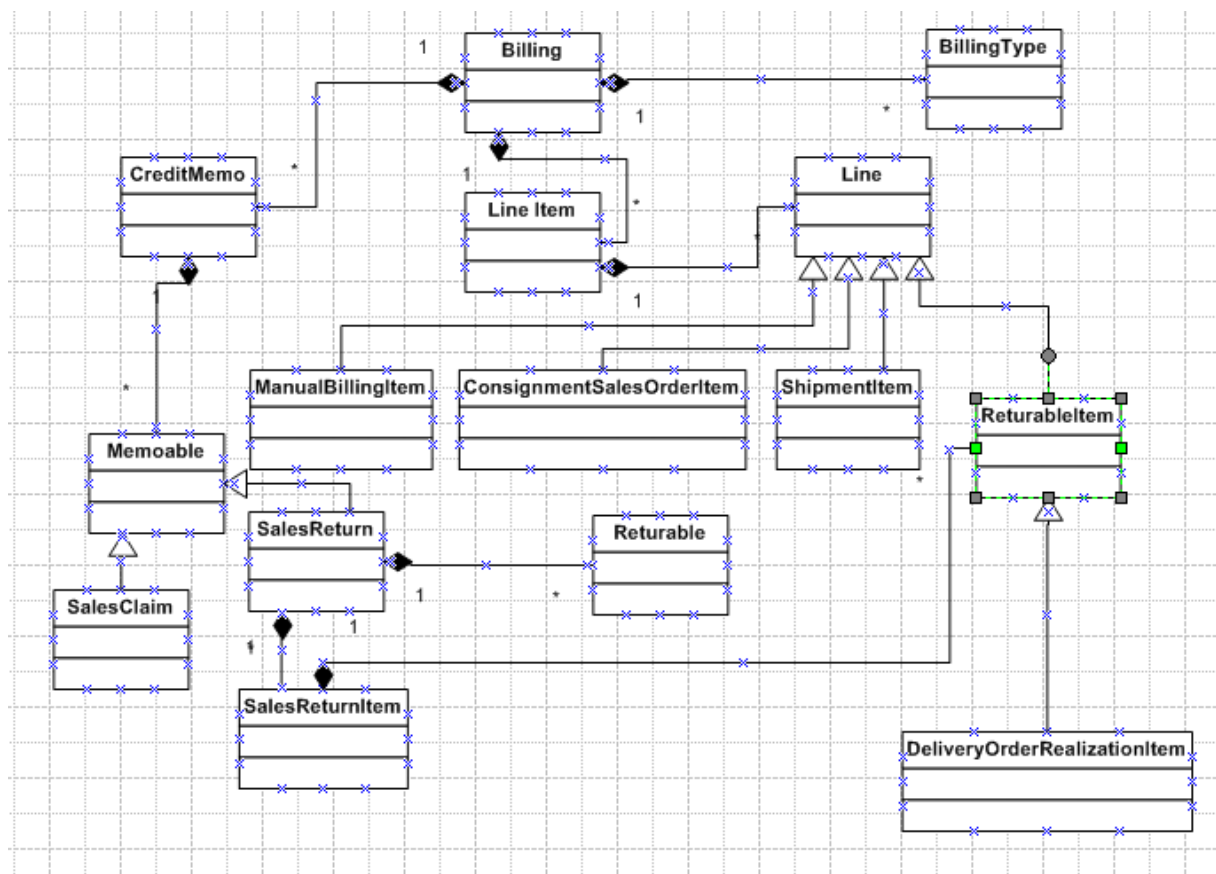 Billing
BillingType
1
1
*
CreditMemo
*
Line
1
Line Item
*
*
1
1
*
ManualBillingItem
ConsignmentSalesOrderItem
ShipmentItem
ReturableItem
Memoable
*
SalesReturn
Returable
SalesClaim
1
*
1
SalesReturnItem
DeliveryOrderRealizationItem